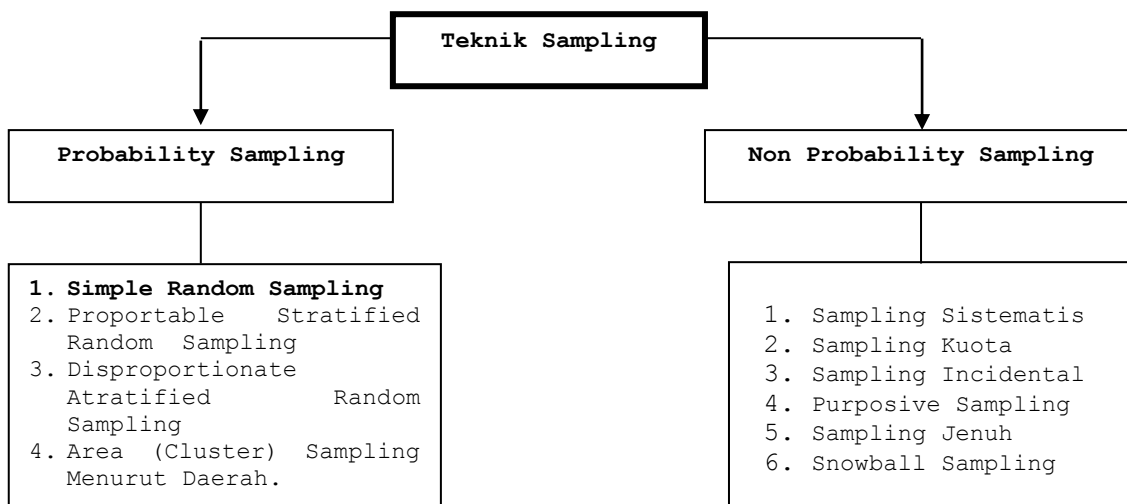 Teknik Sampling
Probability Sampling
Non Probability Sampling
1. Simple Random Sampling
2. Proportable Stratified
Random Sampling
3. Disproportionate
Atratified Random
Sampling
4. Area (Cluster) Sampling
Menurut Daerah.
1. Sampling Sistematis
2. Sampling Kuota
3. Sampling Incidental
4. Purposive Sampling
5. Sampling Jenuh
6. Snowball Sampling